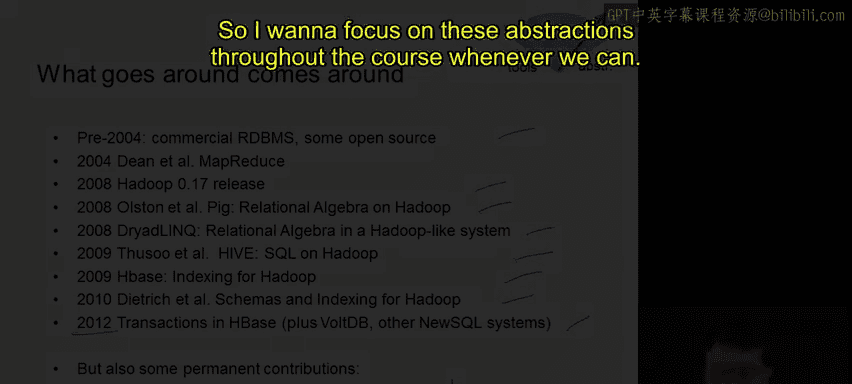 GPT中英字幕课程资源@bilibili.com
So I wanna focus on these abstractions
throughout the course whenever we can.
What goes around comes around
tools
abstr.
• Pre-2004: commercial RDBMS, some open source
• 2004 Dean et al. MapReduce
• 2008 Hadoop 0.17 release
• 2008 Olston et al. Pig: Relational Algebra on Hadoop
• 2008 DryadLINQ: Relational Algebra in a Hadoop-like system
• 2009 Thusoo et al. HIVE: SQL on Hadoop
• 2009 Hbase: Indexing for Hadoop
• 2010 Dietrich et al. Schemas and Indexing for Hadoop
• 2012 Transactions in HBase (plus VoltDB, other NewSQL systems)
• But also some permanent contributions: